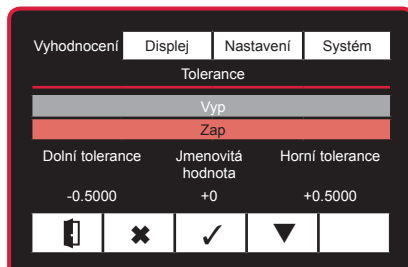 Vyhodnocení Displej Nastavení Systém
Tolerance
Vyp
Zap
Dolní tolerance Jmenovitá hodnota Horní tolerance
-0.5000 +0 +0.5000